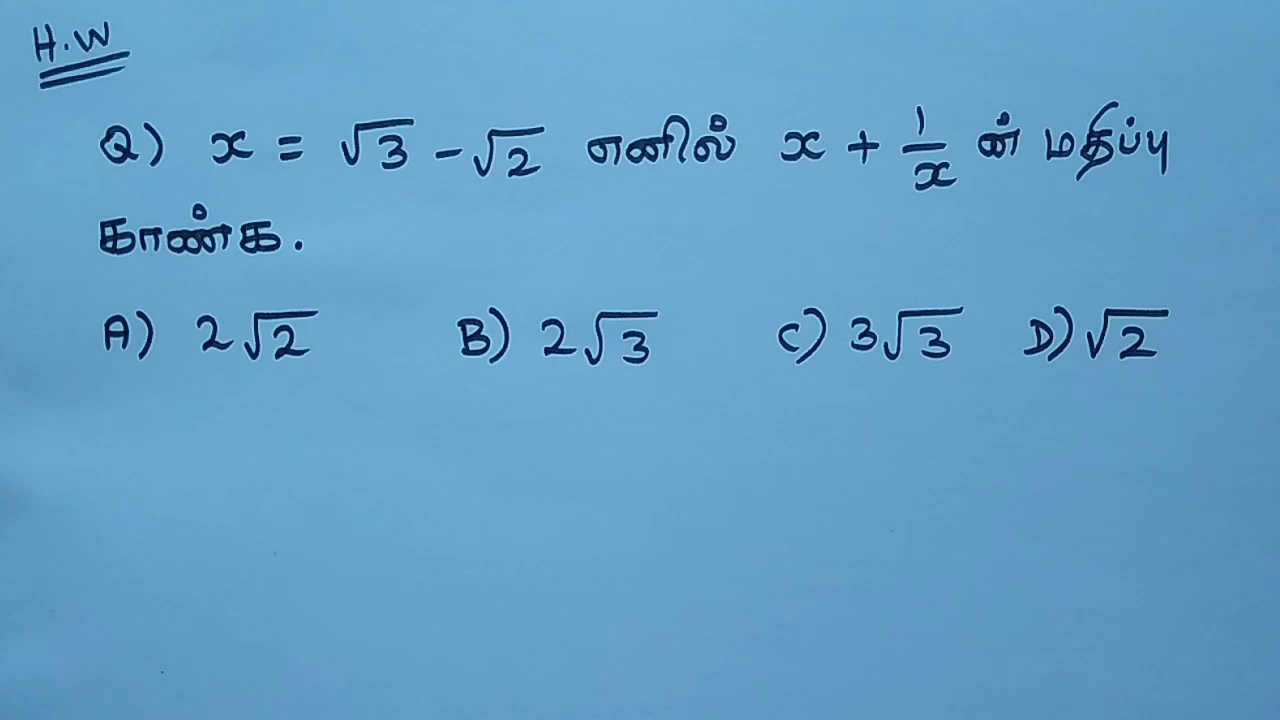 H.W
Q) x = √3 - √2 எனில் x + 1/x ன் மதிப்பு
காண்க.
A) 2√2 B) 2√3 C) 3√3 D) √2